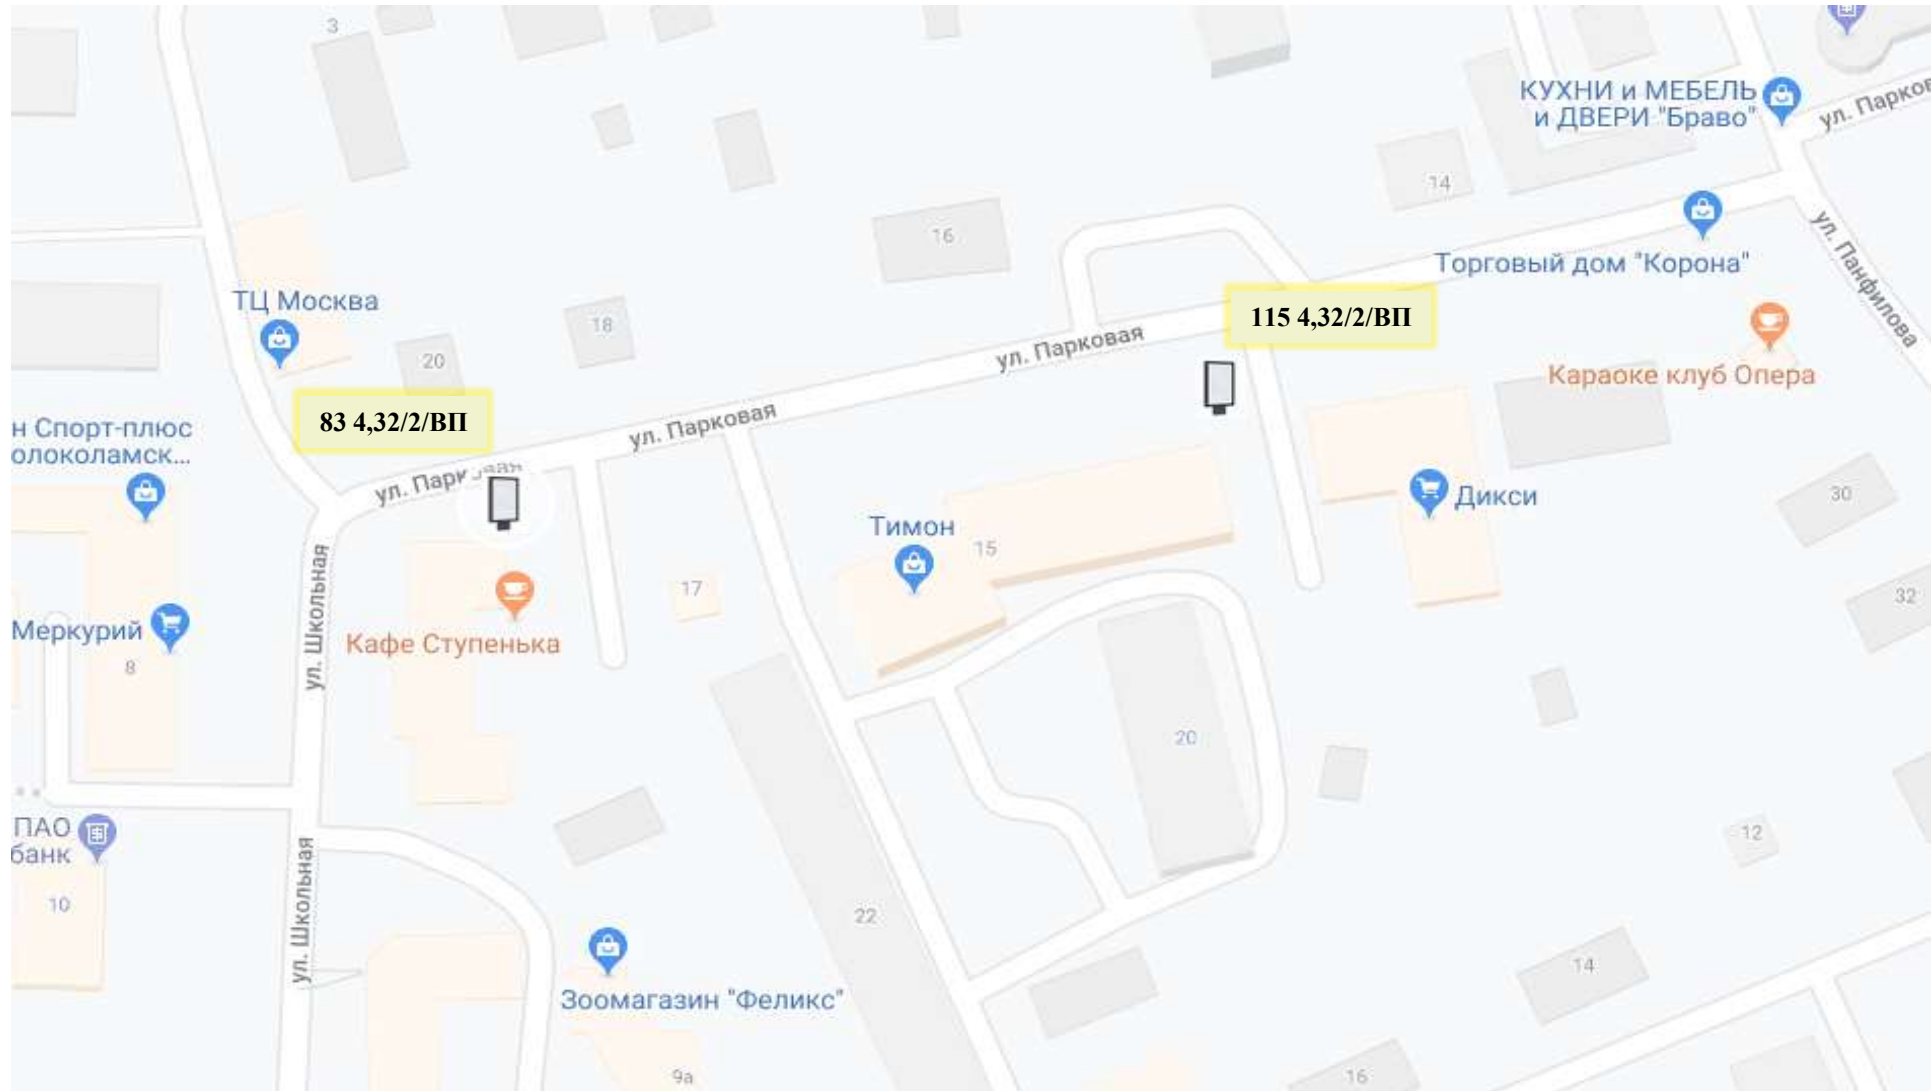 3
КУХНИ и МЕБЕЛЬ
и ДВЕРИ "Браво"
ул. Парков
14
16
Торговый дом "Корона"
ул. Панфилова
ТЦ Москва
18
115 4,32/2/ВП
20
ул. Парковая
Караоке клуб Опера
83 4,32/2/ВП
ул. Парковая
н Спорт-плюс
олоколамск...
ул. Парковая
Дикси
30
Тимон
15
17
32
ул. Школьная
Меркурий
8
Кафе Ступенька
20
ПАО
банк
12
10
ул. Школьная
22
14
Зоомагазин "Феликс"
9а
16